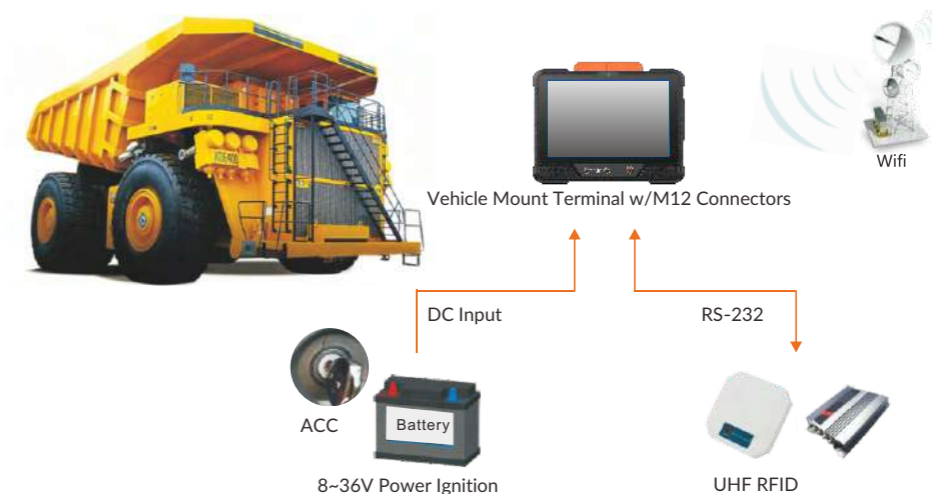 Wifi
Vehicle Mount Terminal w/M12 Connectors
DC Input
RS-232
ACC
Battery
8~36V Power Ignition
UHF RFID